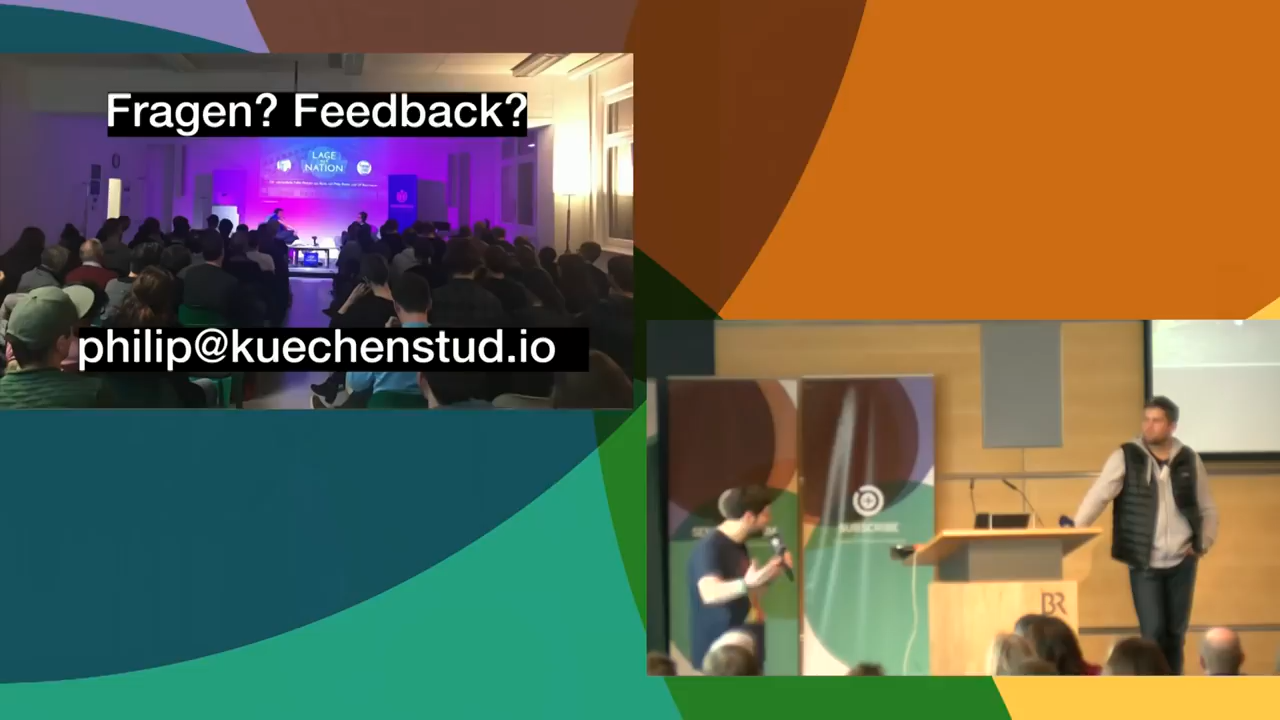 Fragen? Feedback?
LAGE
NATION
philip@kuechenstud.io
SUBSCRIBE
BR